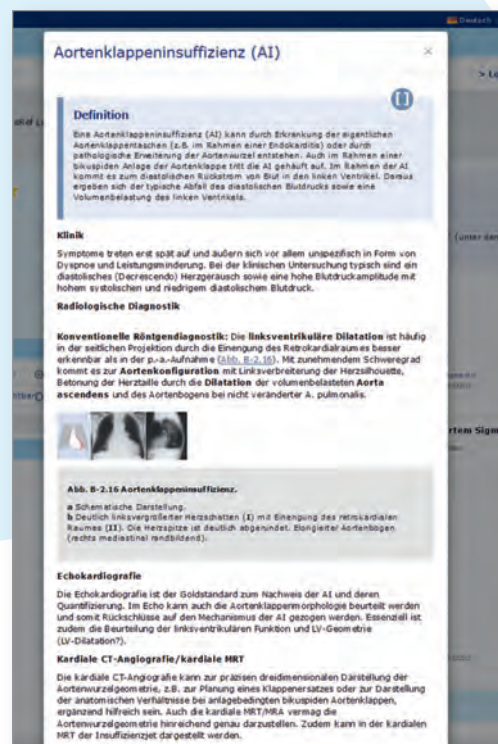 Deutsch
Aortenklappeninsuffizienz (AI)
×
Definition
Eine Aortenklappeninsuffizienz (AI) kann durch Erkrankung der eigentlichen
Aortenklappentaschen (z.B. im Rahmen einer Endokarditis) oder durch
pathologische Erweiterung der Aortenwurzel entstehen. Auch im Rahmen einer
bikuspiden Anlage der Aortenklappe tritt die AI gehäuft auf. Im Rahmen der AI
kommt es zum diastolischen Rückstrom von Blut in den linken Ventrikel. Daraus
ergeben sich der typische Abfall des diastolischen Blutdrucks sowie eine
Volumenbelastung des linken Ventrikels.
(unter den
Klinik
Symptome treten erst spät auf und äußern sich vor allem unspezifisch in Form von
Dyspnoe und Leistungsminderung. Bei der klinischen Untersuchung typisch sind ein
diastolisches (Decrescendo) Herzgeräusch sowie eine hohe Blutdruckamplitude mit
hohem systolischen und niedrigem diastolischem Blutdruck.
Radiologische Diagnostik
Konventionelle Röntgendiagnostik: Die linksventrikuläre Dilatation ist häufig
in der seitlichen Projektion durch die Einengung des Retrokardialraumes besser
erkennbar als in der p.-a.-Aufnahme (Abb. B-2.16). Mit zunehmendem Schweregrad
kommt es zur Aortenkonfiguration mit Linksverbreiterung der Herzsilhouette,
Betonung der Herztaille durch die Dilatation der volumenbelasteten Aorta
ascendens und des Aortenbogens bei nicht veränderter A. pulmonalis.
rtem Sigm
Abb. B-2.16 Aortenklappeninsuffizienz.
a Schematische Darstellung.
b Deutlich linksvergrößerter Herzschatten (I) mit Einengung des retrokardialen
Raumes (II). Die Herzspitze ist deutlich abgerundet. Elongierter Aortenbogen
(rechts mediastinal randbildend).
Echokardiografie
Die Echokardiografie ist der Goldstandard zum Nachweis der AI und deren
Quantifizierung. Im Echo kann auch die Aortenklappenmorphologie beurteilt werden
und somit Rückschlüsse auf den Mechanismus der AI gezogen werden. Essenziell ist
zudem die Beurteilung der linksventrikulären Funktion und LV-Geometrie
(LV-Dilatation?).
Kardiale CT-Angiografie/kardiale MRT
Die kardiale CT-Angiografie kann zur präzisen dreidimensionalen Darstellung der
Aortenwurzelgeometrie, z.B. zur Planung eines Klappenersatzes oder zur Darstellung
der anatomischen Verhältnisse bei anlagebedingten bikuspiden Aortenklappen,
ergänzend hilfreich sein. Auch die kardiale MRT/MRA vermag die
Aortenwurzelgeometrie hinreichend genau darzustellen. Zudem kann in der kardialen
MRT der Insuffizienzjet dargestellt werden.